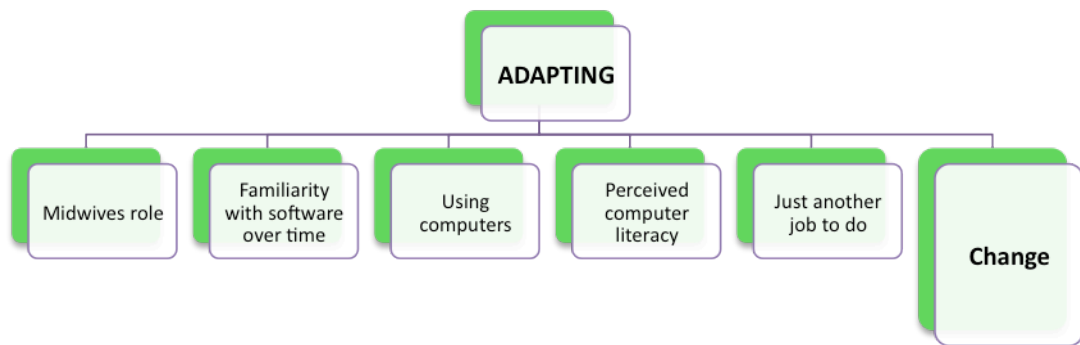 ADAPTING
Midwives role
Familiarity
with software
over time
Using
computers
Perceived
computer
literacy
Just another
job to do
Change